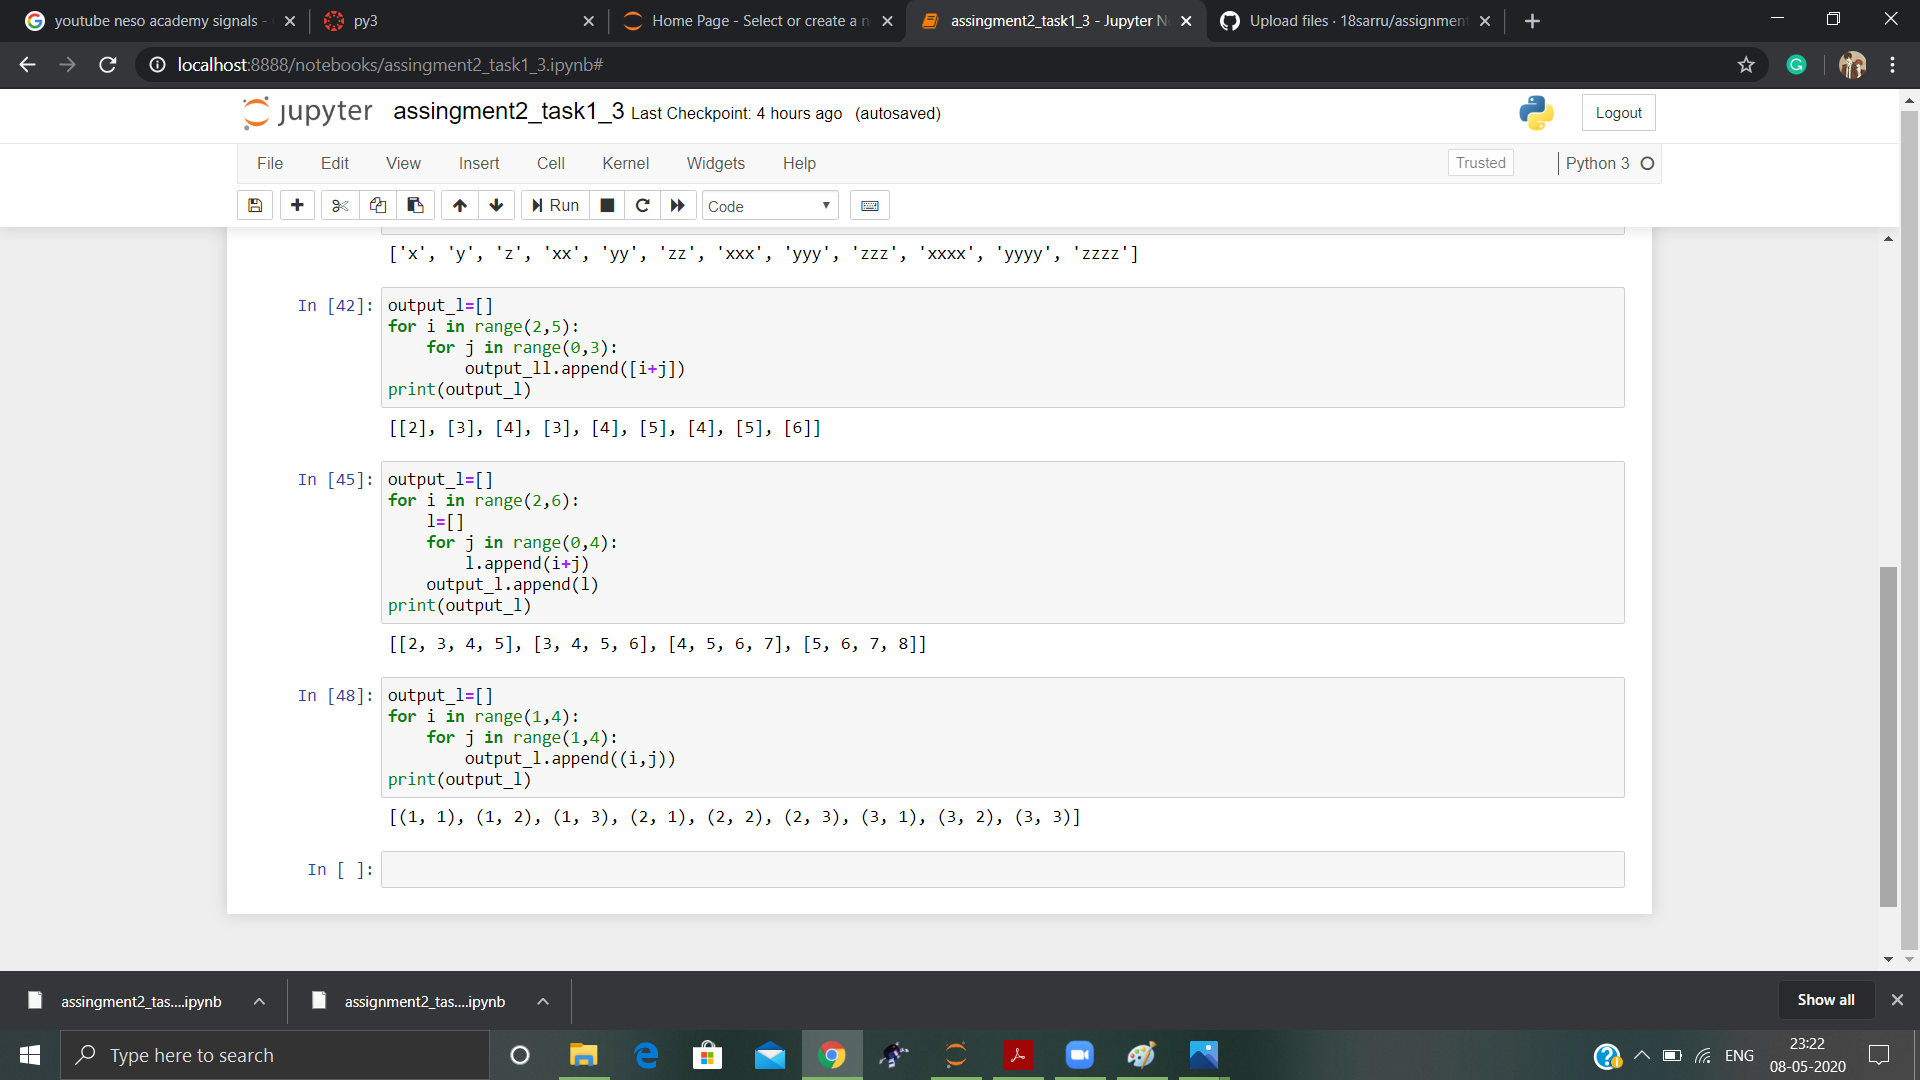 youtube neso academy signals -
py3
Home Page - Select or create a n
assingment2_task1_3 - Jupyter N
Upload files · 18sarru/assignment
localhost:8888/notebooks/assingment2_task1_3.ipynb#
jupyter assingment2_task1_3 Last Checkpoint: 4 hours ago (autosaved)
Logout
File Edit View Insert Cell Kernel Widgets Help
Trusted
Python 3
Run
Code
['x', 'y', 'z', 'xx', 'yy', 'zz', 'xxx', 'yyy', 'zzz', 'xxxx', 'yyyy', 'zzzz']
In [42]:
output_l=[]
for i in range(2,5):
    for j in range(0,3):
        output_ll.append([i+j])
print(output_l)
[[2], [3], [4], [3], [4], [5], [4], [5], [6]]
In [45]:
output_l=[]
for i in range(2,6):
    l=[]
    for j in range(0,4):
        l.append(i+j)
    output_l.append(l)
print(output_l)
[[2, 3, 4, 5], [3, 4, 5, 6], [4, 5, 6, 7], [5, 6, 7, 8]]
In [48]:
output_l=[]
for i in range(1,4):
    for j in range(1,4):
        output_l.append((i,j))
print(output_l)
[(1, 1), (1, 2), (1, 3), (2, 1), (2, 2), (2, 3), (3, 1), (3, 2), (3, 3)]
In [ ]:
assingment2_tas....ipynb
assignment2_tas....ipynb
Show all
Type here to search
ENG
23:22
08-05-2020